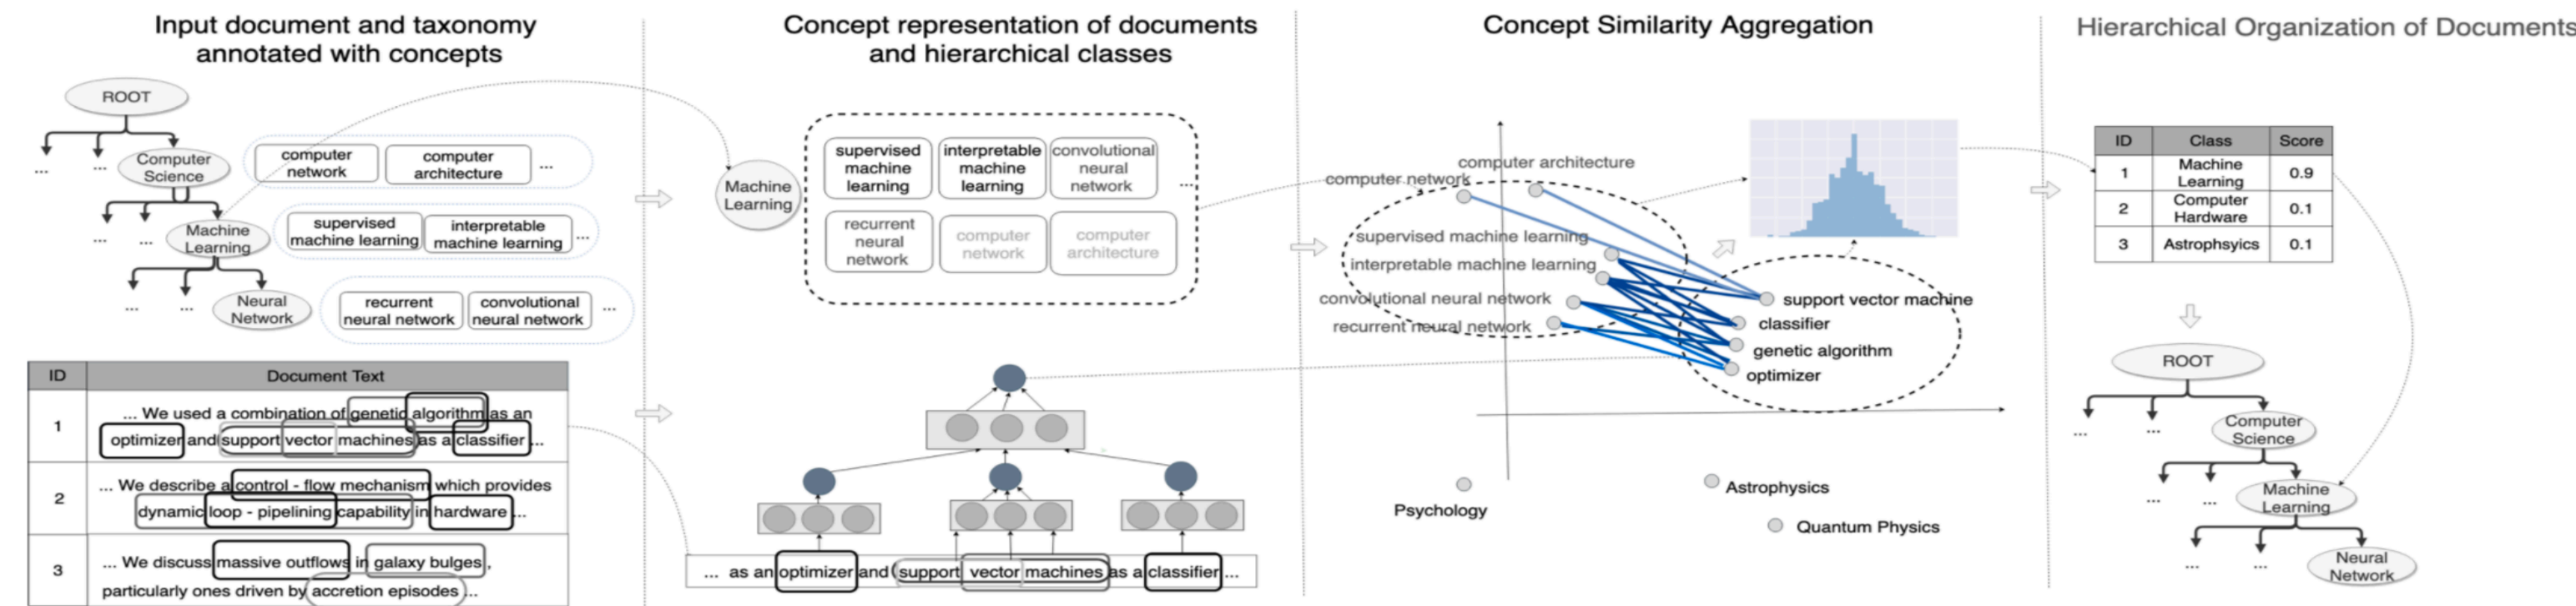 Input document and taxonomy
annotated with concepts
ROOT
...
...
Computer
Science
computer
network
computer
architecture
...
...
...
Machine
Learning
supervised
machine learning
interpretable
machine learning
...
...
...
Neural
Network
recurrent
neural network
convolutional
neural network
...
ID Document Text
1
... We used a combination of genetic algorithm as an
optimizer and support vector machines as a classifier ...
2
... We describe a control - flow mechanism which provides
dynamic loop - pipelining capability in hardware ...
3
... We discuss massive outflows in galaxy bulges ,
particularly ones driven by accretion episodes ...
Concept representation of documents
and hierarchical classes
Machine
Learning
supervised
machine
learning
interpretable
machine
learning
convolutional
neural
network
...
recurrent
neural
network
computer
network
computer
architecture
... as an optimizer and support vector machines as a classifier ...
Concept Similarity Aggregation
computer architecture
computer network
supervised machine learning
interpretable machine learning
convolutional neural network
recurrent neural network
support vector machine
classifier
genetic algorithm
optimizer
Psychology
Astrophysics
Quantum Physics
Hierarchical Organization of Documents
ID Class Score
1 Machine Learning 0.9
2 Computer Hardware 0.1
3 Astrophsyics 0.1
ROOT
...
...
Computer
Science
...
...
Machine
Learning
...
...
Neural
Network